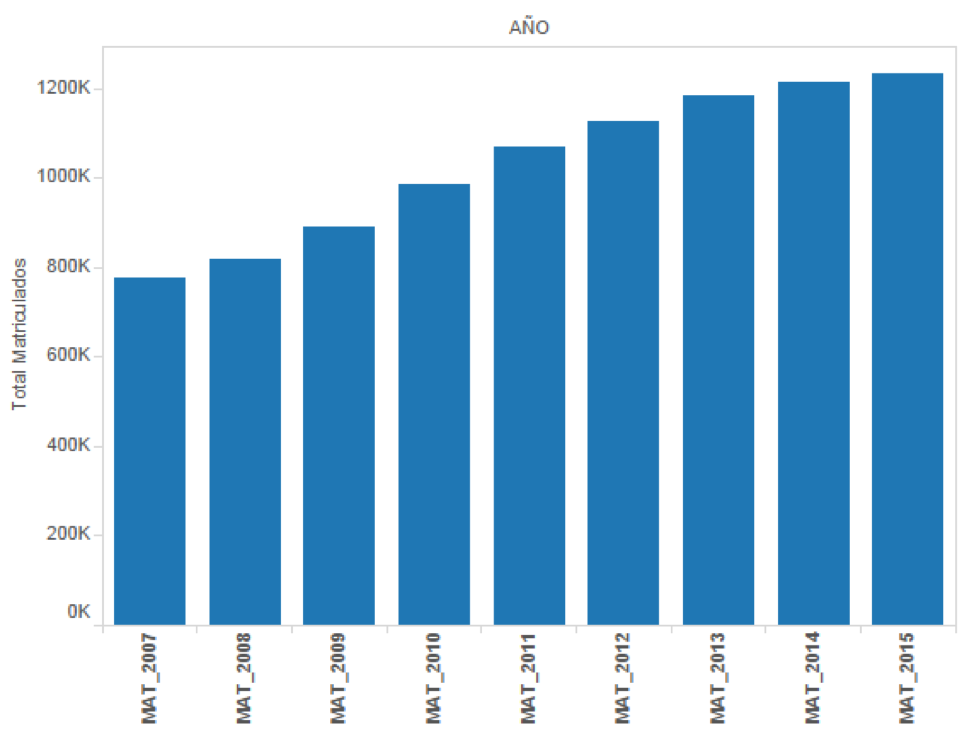 AÑO
Total Matriculados
1200K
1000K
800K
600K
400K
200K
0K
MAT_2007
MAT_2008
MAT_2009
MAT_2010
MAT_2011
MAT_2012
MAT_2013
MAT_2014
MAT_2015